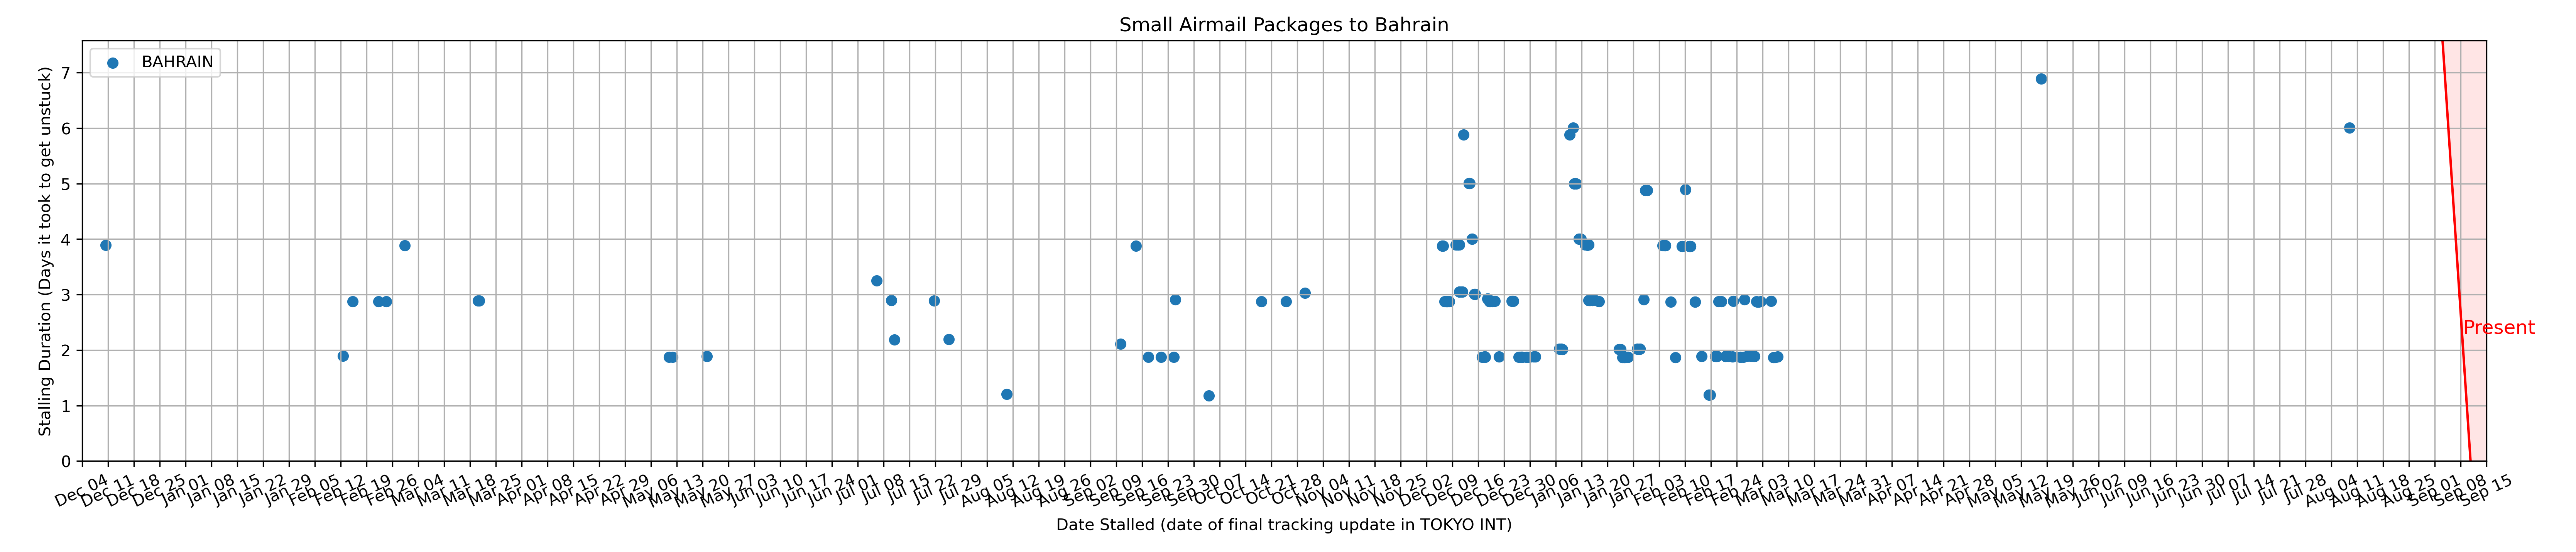 Small Airmail Packages to Bahrain
BAHRAIN
Stalling Duration (Days it took to get unstuck)
7
6
5
4
3
2
1
0
Present
Dec 04
Dec 11
Dec 18
Dec 25
Jan 01
Jan 08
Jan 15
Jan 22
Jan 29
Feb 05
Feb 12
Feb 19
Feb 26
Mar 04
Mar 11
Mar 18
Mar 25
Apr 01
Apr 08
Apr 15
Apr 22
Apr 29
May 06
May 13
May 20
May 27
Jun 03
Jun 10
Jun 17
Jun 24
Jul 01
Jul 08
Jul 15
Jul 22
Jul 29
Aug 05
Aug 12
Aug 19
Aug 26
Sep 02
Sep 09
Sep 16
Sep 23
Sep 30
Oct 07
Oct 14
Oct 21
Oct 28
Nov 04
Nov 11
Nov 18
Nov 25
Dec 02
Dec 09
Dec 16
Dec 23
Dec 30
Jan 06
Jan 13
Jan 20
Jan 27
Feb 03
Feb 10
Feb 17
Feb 24
Mar 03
Mar 10
Mar 17
Mar 24
Mar 31
Apr 07
Apr 14
Apr 21
Apr 28
May 05
May 12
May 19
May 26
Jun 02
Jun 09
Jun 16
Jun 23
Jun 30
Jul 07
Jul 14
Jul 21
Jul 28
Aug 04
Aug 11
Aug 18
Aug 25
Sep 01
Sep 08
Sep 15
Date Stalled (date of final tracking update in TOKYO INT)